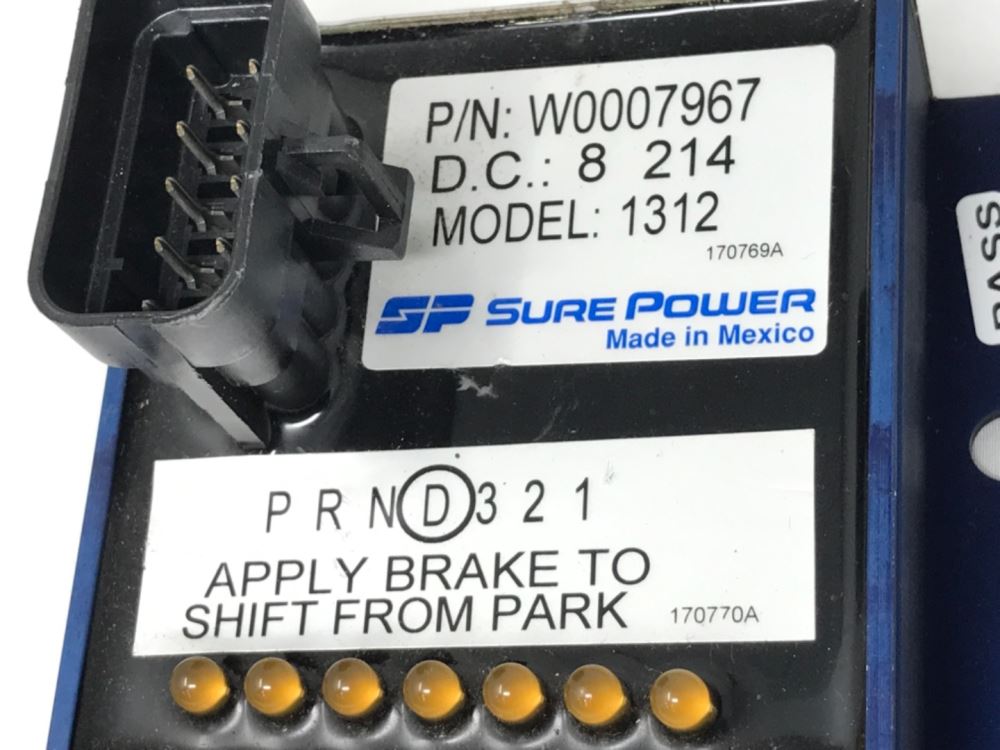 P/N: W0007967
D.C.: 8 214
MODEL: 1312
170769A
SP SURE POWER
Made in Mexico
PASS
P R N D 3 2 1
APPLY BRAKE TO
SHIFT FROM PARK 170770A